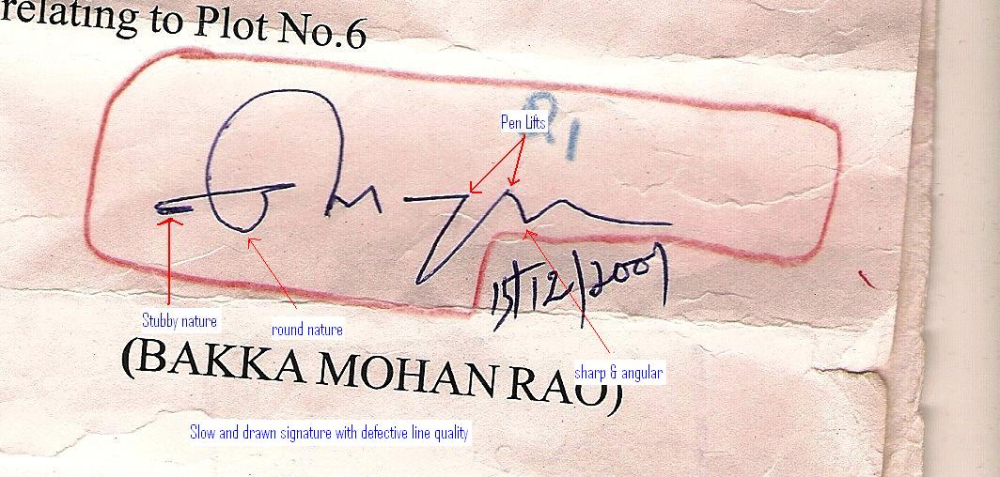 relating to Plot No.6
Q1
Pen Lifts
15/12/2001
Stubby nature
round nature
sharp & angular
(BAKKA MOHAN RAO)
Slow and drawn signature with defective line quality